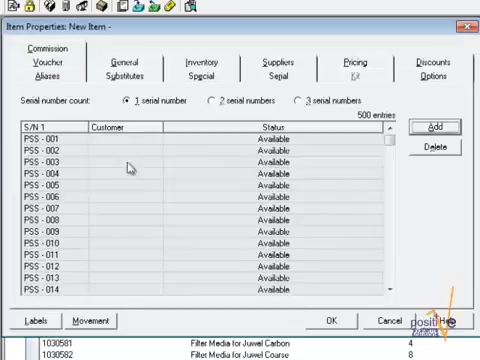 Item Properties: New Item -
Commission
Voucher General Inventory Suppliers Pricing Discounts
Aliases Substitutes Special Serial Kit Options
Serial number count: 1 serial number 2 serial numbers 3 serial numbers
500 entries
S/N 1 Customer Status
Add
PSS - 001 Available
Delete
PSS - 002 Available
PSS - 003 Available
PSS - 004 Available
PSS - 005 Available
PSS - 006 Available
PSS - 007 Available
PSS - 008 Available
PSS - 009 Available
PSS - 010 Available
PSS - 011 Available
PSS - 012 Available
PSS - 013 Available
PSS - 014 Available
Labels Movement OK Cancel Help
positive
1030581 Filter Media for Juwel Carbon 4
1030582 Filter Media for Juwel Coarse 8